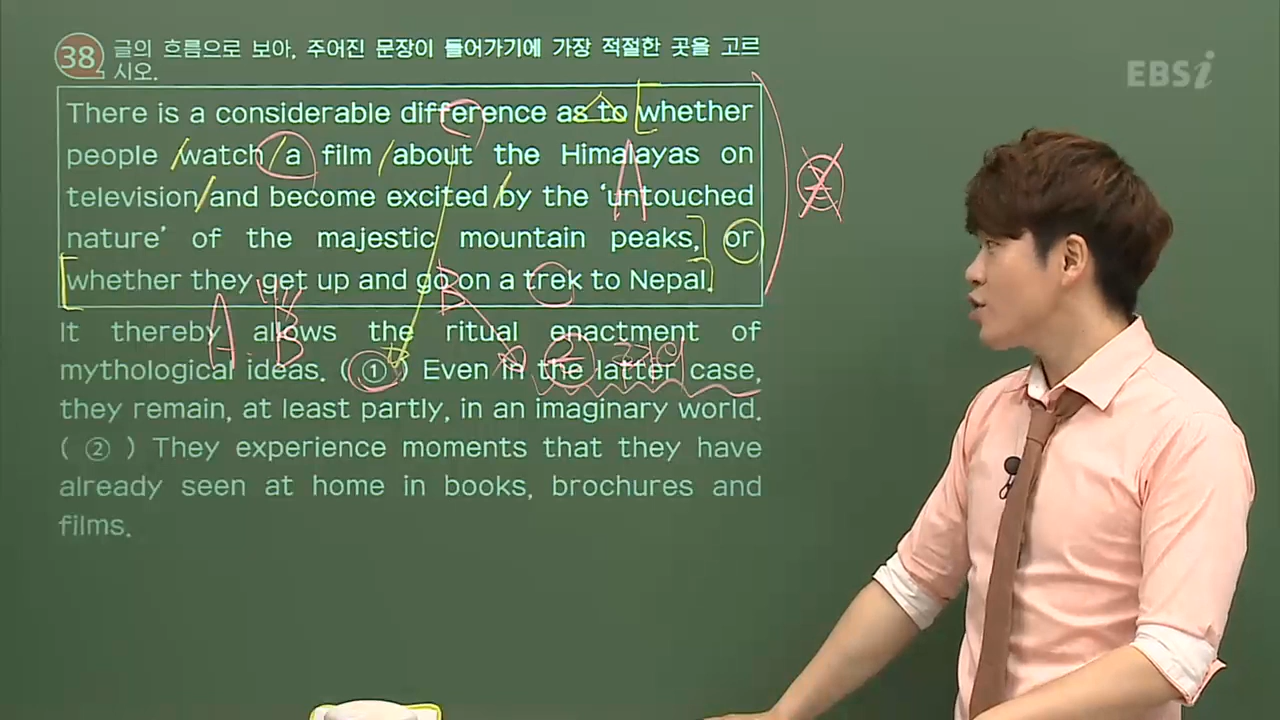 38 글의 흐름으로 보아, 주어진 문장이 들어가기에 가장 적절한 곳을 고르
시오.
EBSi
There is a considerable difference as to whether
people watch a film about the Himalayas on
television and become excited by the 'untouched
nature' of the majestic mountain peaks, or
whether they get up and go on a trek to Nepal.
It thereby allows the ritual enactment of
mythological ideas. ( ① ) Even in the latter case,
they remain, at least partly, in an imaginary world.
( ② ) They experience moments that they have
already seen at home in books, brochures and
films.
A
B
A B
②